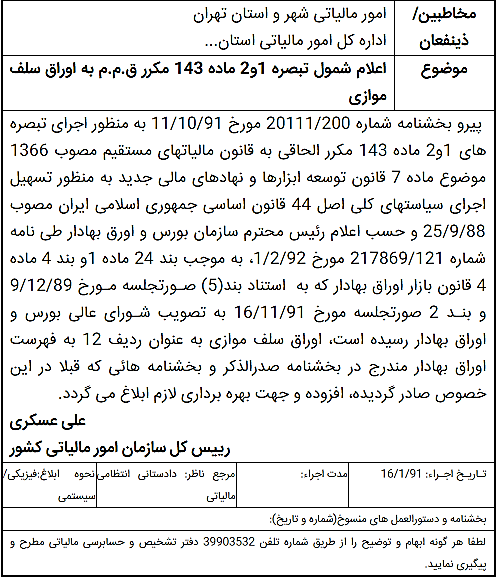 مخاطبین/ ذینفعان
امور مالیاتی شهر و استان تهران
اداره کل امور مالیاتی استان...
موضوع
اعلام شمول تبصره 1و2 ماده 143 مکرر ق.م.م به اوراق سلف موازی
پیرو بخشنامه شماره 20111/200 مورخ 11/10/91 به منظور اجرای تبصره
های 1و2 ماده 143 مکرر الحاقی به قانون مالیاتهای مستقیم مصوب 1366
موضوع ماده 7 قانون توسعه ابزارها و نهادهای مالی جدید به منظور تسهیل
اجرای سیاستهای کلی اصل 44 قانون اساسی جمهوری اسلامی ایران مصوب
25/9/88 و حسب اعلام رئیس محترم سازمان بورس و اورق بهادار طی نامه
شماره 217869/121 مورخ 1/2/92، به موجب بند 24 ماده 1و بند 4 ماده
4 قانون بازار اوراق بهادار که به استناد بند(5) صورتجلسه مورخ 9/12/89
و بند 2 صورتجلسه مورخ 16/11/91 به تصویب شورای عالی بورس و
اوراق بهادار رسیده است، اوراق سلف موازی به عنوان ردیف 12 به فهرست
اوراق بهادار مندرج در بخشنامه صدرالذکر و بخشنامه هائی که قبلا در این
خصوص صادر گردیده، افزوده و جهت بهره برداری لازم ابلاغ می گردد.
علی عسکری
رییس کل سازمان امور مالیاتی کشور
تاریخ اجراء: 16/1/91
مدت اجراء:
مرجع ناظر: دادستانی انتظامی مالیاتی
نحوه ابلاغ:فیزیکی/ سیستمی
بخشنامه و دستورالعمل های منسوخ(شماره و تاریخ):
لطفا هر گونه ابهام و توضیح را از طریق شماره تلفن 39903532 دفتر تشخیص و حسابرسی مالیاتی مطرح و
پیگیری نمایید.